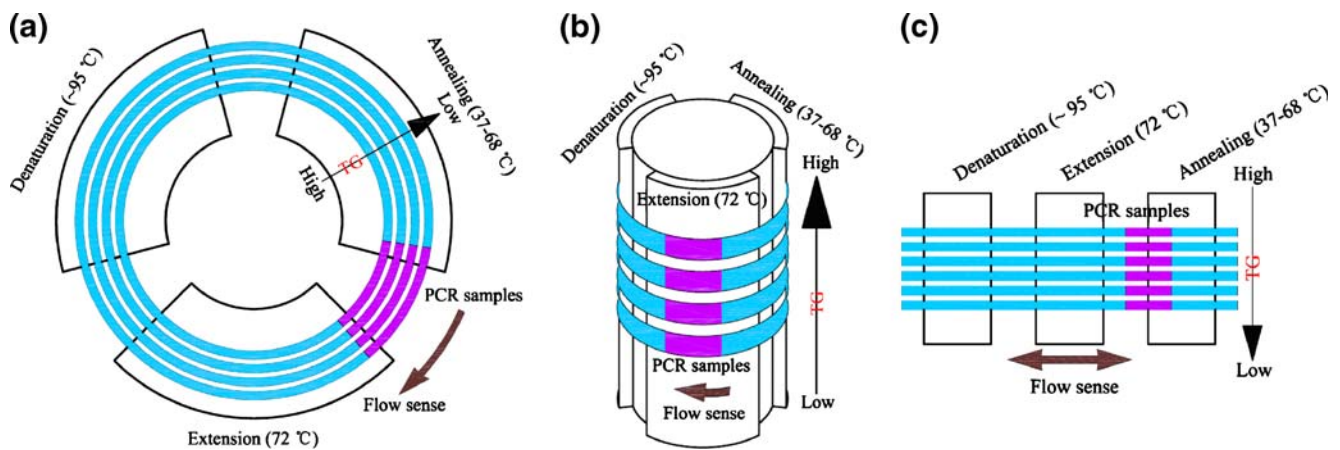 (a)
Denaturation (~95 ℃)
Annealing (37-68 ℃)
Low
TG
High
PCR samples
Flow sense
Extension (72 ℃)
(b)
Denaturation (~95 ℃)
Annealing (37-68 ℃)
High
Extension (72 ℃)
TG
PCR samples
Low
Flow sense
(c)
Denaturation (~ 95 ℃)
Extension (72 ℃)
Annealing (37-68 ℃)
High
PCR samples
TG
Low
Flow sense